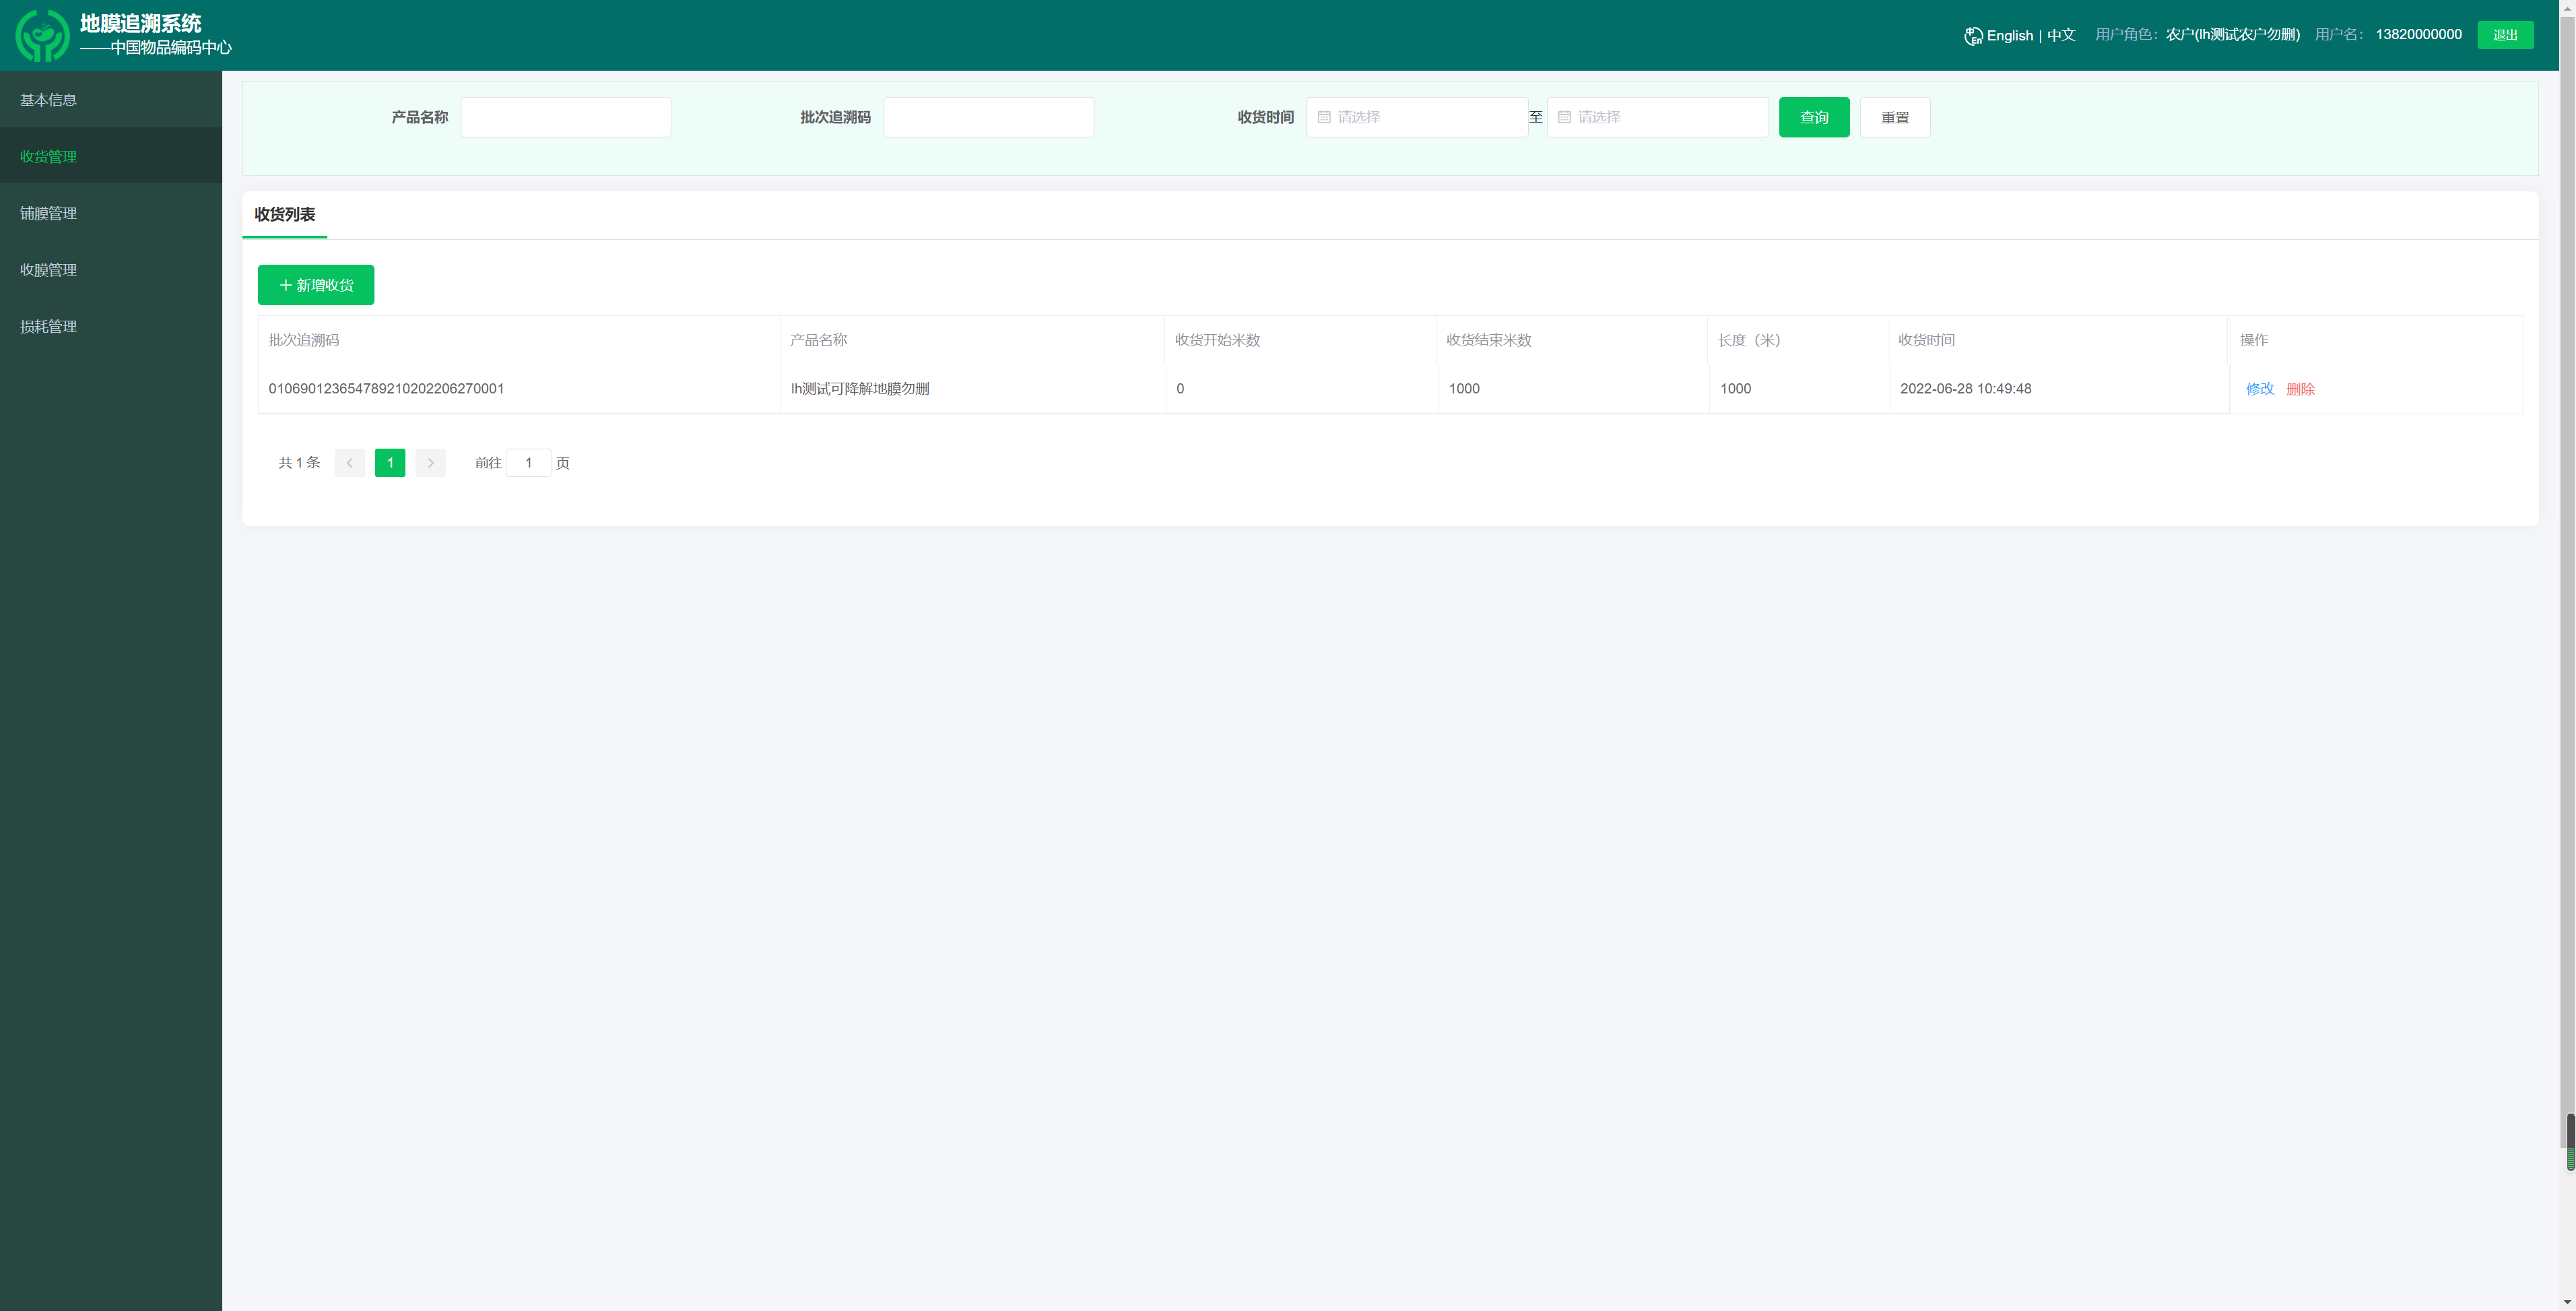 地膜追溯系统
——中国物品编码中心
English | 中文 用户角色: 农户(lh测试农户勿删) 用户名: 13820000000 退出
基本信息
收货管理
铺膜管理
收膜管理
损耗管理
产品名称 批次追溯码 收货时间 请选择 至 请选择 查询 重置
收货列表
+ 新增收货
批次追溯码 产品名称 收货开始米数 收货结束米数 长度（米） 收货时间 操作
010690123654789210202206270001 lh测试可降解地膜勿删 0 1000 1000 2022-06-28 10:49:48 修改 删除
共 1 条 < 1 > 前往 1 页